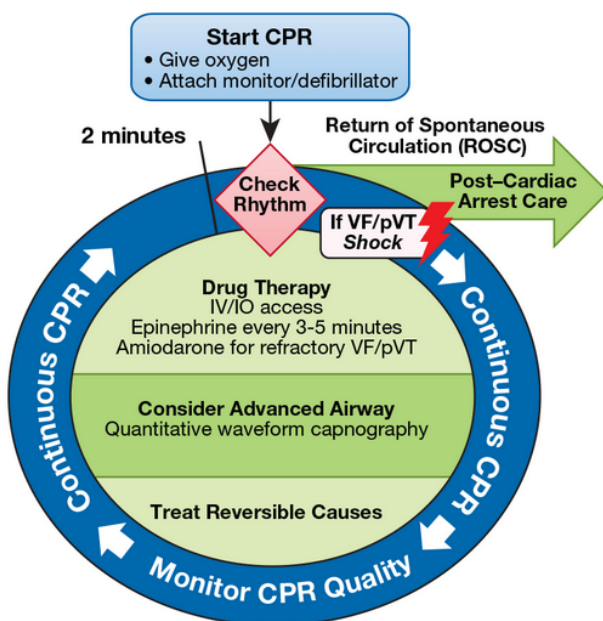 Start CPR
• Give oxygen
• Attach monitor/defibrillator
2 minutes
Return of Spontaneous
Circulation (ROSC)
Check
Rhythm
Post–Cardiac
Arrest Care
If VF/pVT
Shock
Drug Therapy
IV/IO access
Epinephrine every 3-5 minutes
Amiodarone for refractory VF/pVT
Consider Advanced Airway
Quantitative waveform capnography
Treat Reversible Causes
Continuous CPR
Continuous CPR
Monitor CPR Quality